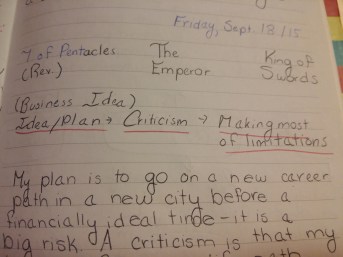 Friday, Sept 18/15
7 of Pentacles The King of
(Rev.) Emperor Swords
(Business Idea)
Idea/Plan → Criticism → Making most
of limitations
My plan is to go on a new career
path in a new city before a
financially ideal time - it is a
big risk. A criticism is that my